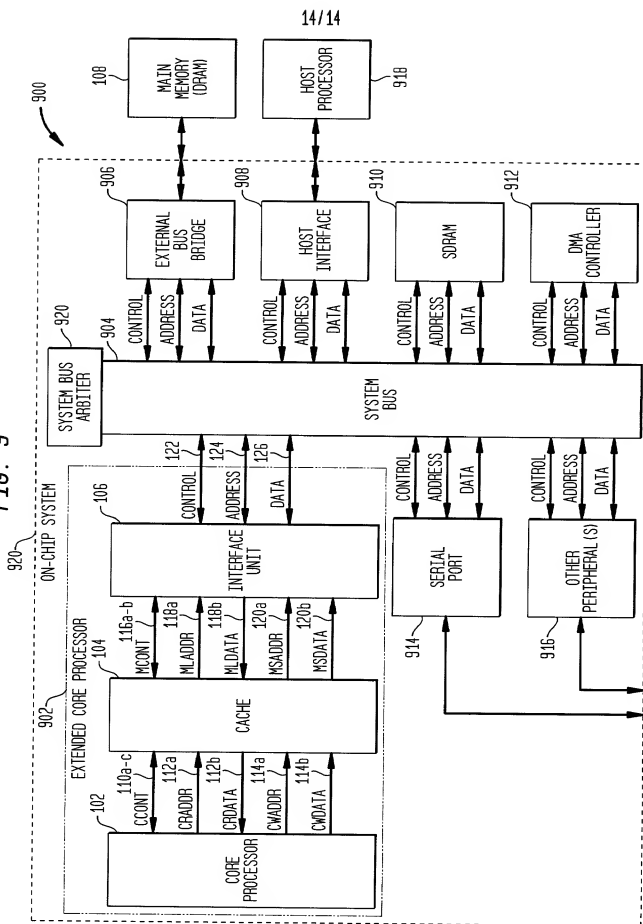 14/14
FIG. 9
900
920
ON-CHIP SYSTEM
902
EXTENDED CORE PROCESSOR
102
CORE
PROCESSOR
CCONT
110a-c
CRADDR
112a
CRDATA
112b
CWADDR
114a
CWDATA
114b
104
CACHE
MCONT
116a-b
MLADDR
118a
MLDATA
118b
MSADDR
120a
MSDATA
120b
106
INTERFACE
UNIT
CONTROL
122
ADDRESS
124
DATA
126
SYSTEM BUS
ARBITER
920
904
SYSTEM
BUS
CONTROL
ADDRESS
DATA
906
EXTERNAL
BUS
BRIDGE
108
MAIN
MEMORY
(DRAM)
CONTROL
ADDRESS
DATA
908
HOST
INTERFACE
HOST
PROCESSOR
918
CONTROL
ADDRESS
DATA
910
SDRAM
CONTROL
ADDRESS
DATA
912
DMA
CONTROLLER
CONTROL
ADDRESS
DATA
SERIAL
PORT
914
CONTROL
ADDRESS
DATA
OTHER
PERIPHERAL(S)
916